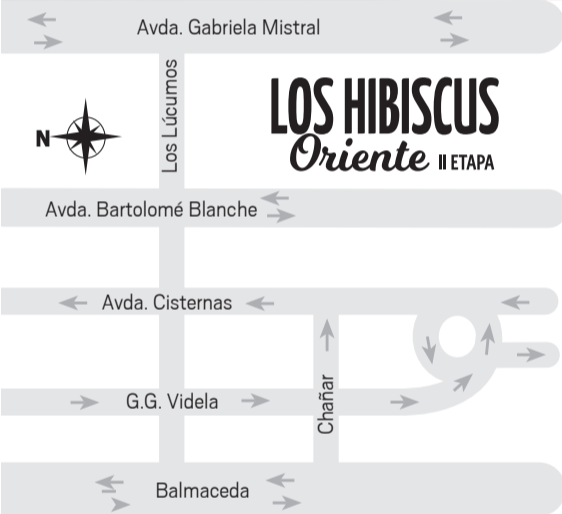 Avda. Gabriela Mistral
Los Lúcumos
LOS HIBISCUS
Oriente II ETAPA
N
Avda. Bartolomé Blanche
Avda. Cisternas
G.G. Videla
Chañar
Balmaceda